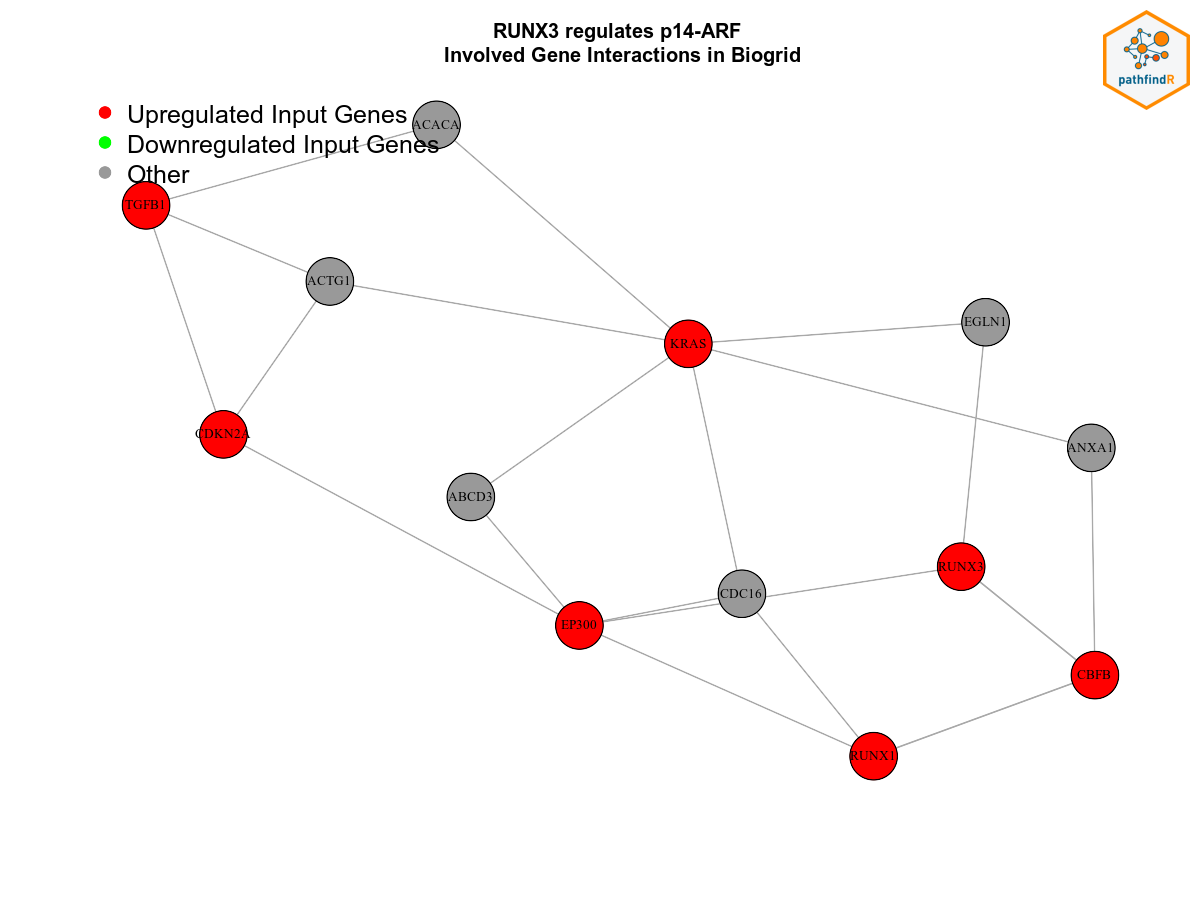 RUNX3 regulates p14-ARF
Involved Gene Interactions in Biogrid
pathfindR
Upregulated Input Genes
Downregulated Input Genes
Other
ACACA
TGFB1
ACTG1
EGLN1
KRAS
CDKN2A
ANXA1
ABCD3
RUNX3
CDC16
EP300
CBFB
RUNX1